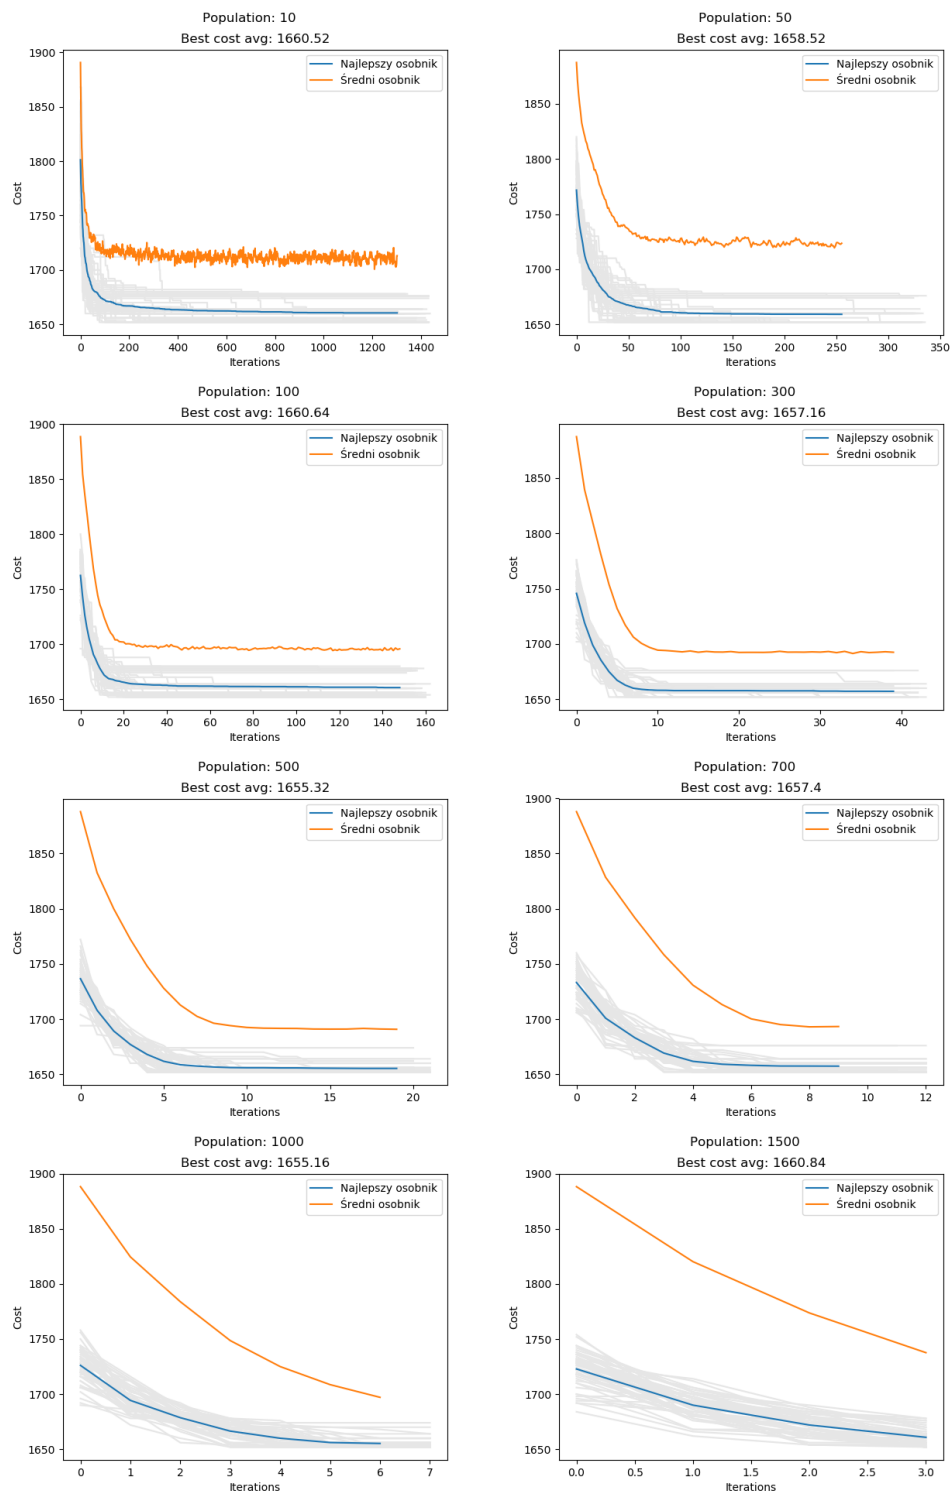 Population: 10
Best cost avg: 1660.52
1900
1850
1800
1750
1700
1650
Cost
Najlepszy osobnik
Średni osobnik
0 200 400 600 800 1000 1200 1400
Iterations
Population: 50
Best cost avg: 1658.52
1850
1800
1750
1700
1650
Cost
Najlepszy osobnik
Średni osobnik
0 50 100 150 200 250 300 350
Iterations
Population: 100
Best cost avg: 1660.64
1900
1850
1800
1750
1700
1650
Cost
Najlepszy osobnik
Średni osobnik
0 20 40 60 80 100 120 140 160
Iterations
Population: 300
Best cost avg: 1657.16
1850
1800
1750
1700
1650
Cost
Najlepszy osobnik
Średni osobnik
0 10 20 30 40
Iterations
Population: 500
Best cost avg: 1655.32
1850
1800
1750
1700
1650
Cost
Najlepszy osobnik
Średni osobnik
0 5 10 15 20
Iterations
Population: 700
Best cost avg: 1657.4
1900
1850
1800
1750
1700
1650
Cost
Najlepszy osobnik
Średni osobnik
0 2 4 6 8 10 12
Iterations
Population: 1000
Best cost avg: 1655.16
1900
1850
1800
1750
1700
1650
Cost
Najlepszy osobnik
Średni osobnik
0 1 2 3 4 5 6 7
Iterations
Population: 1500
Best cost avg: 1660.84
1900
1850
1800
1750
1700
1650
Cost
Najlepszy osobnik
Średni osobnik
0.0 0.5 1.0 1.5 2.0 2.5 3.0
Iterations